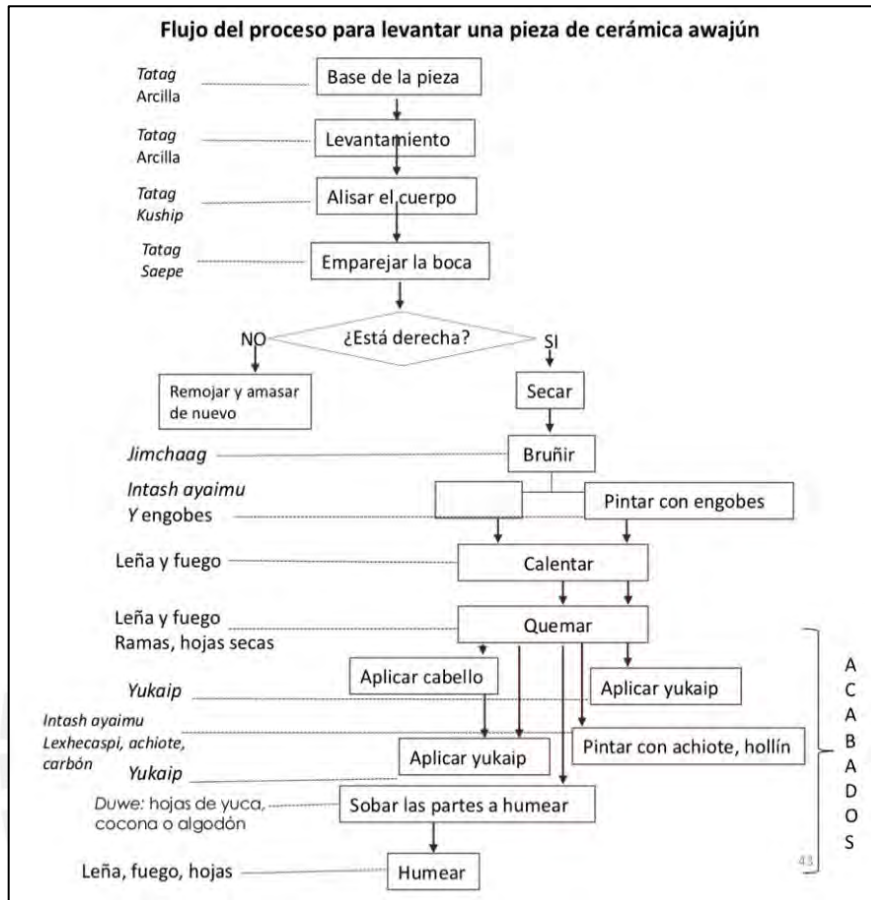 Flujo del proceso para levantar una pieza de cerámica awajún
Tatag
Arcilla
Base de la pieza
Tatag
Arcilla
Levantamiento
Tatag
Kuship
Alisar el cuerpo
Tatag
Saepe
Emparejar la boca
NO
¿Está derecha?
SI
Remojar y amasar
de nuevo
Secar
Jimchaag
Bruñir
Intash ayaimu
Y engobes
Pintar con engobes
Leña y fuego
Calentar
Leña y fuego
Ramas, hojas secas
Quemar
Aplicar cabello
Yukaip
Aplicar yukaip
Intash ayaimu
Lexhecaspi, achiote,
carbón
Pintar con achiote, hollín
Yukaip
Aplicar yukaip
Duwe: hojas de yuca,
cocona o algodón
Sobar las partes a humear
Leña, fuego, hojas
Humear
ACABADOS
43